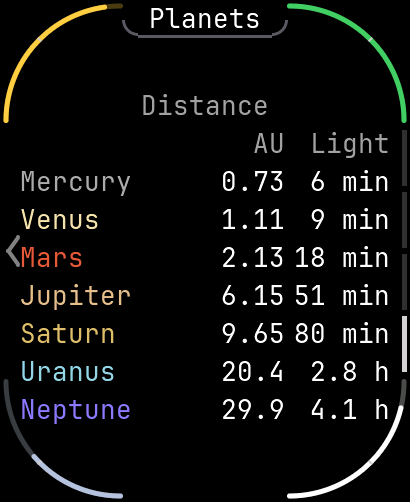 Planets
Distance
AU Light
Mercury 0.73 6 min
Venus 1.11 9 min
Mars 2.13 18 min
Jupiter 6.15 51 min
Saturn 9.65 80 min
Uranus 20.4 2.8 h
Neptune 29.9 4.1 h